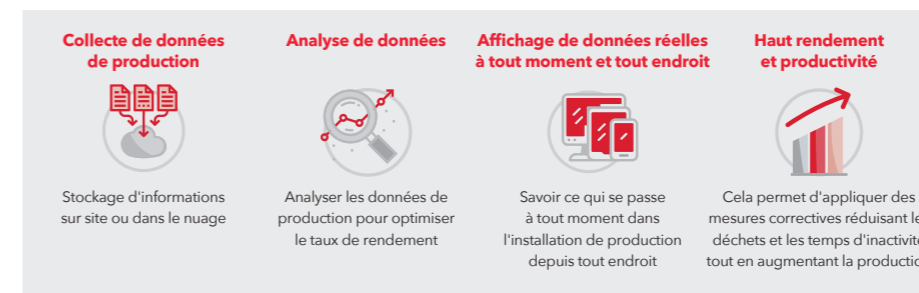 Collecte de données
de production
Stockage d'informations
sur site ou dans le nuage
Analyse de données
Analyser les données de
production pour optimiser
le taux de rendement
Affichage de données réelles
à tout moment et tout endroit
Savoir ce qui se passe
à tout moment dans
l'installation de production
depuis tout endroit
Haut rendement
et productivité
Cela permet d'appliquer des
mesures correctives réduisant le
déchets et les temps d'inactivit
tout en augmentant la productio